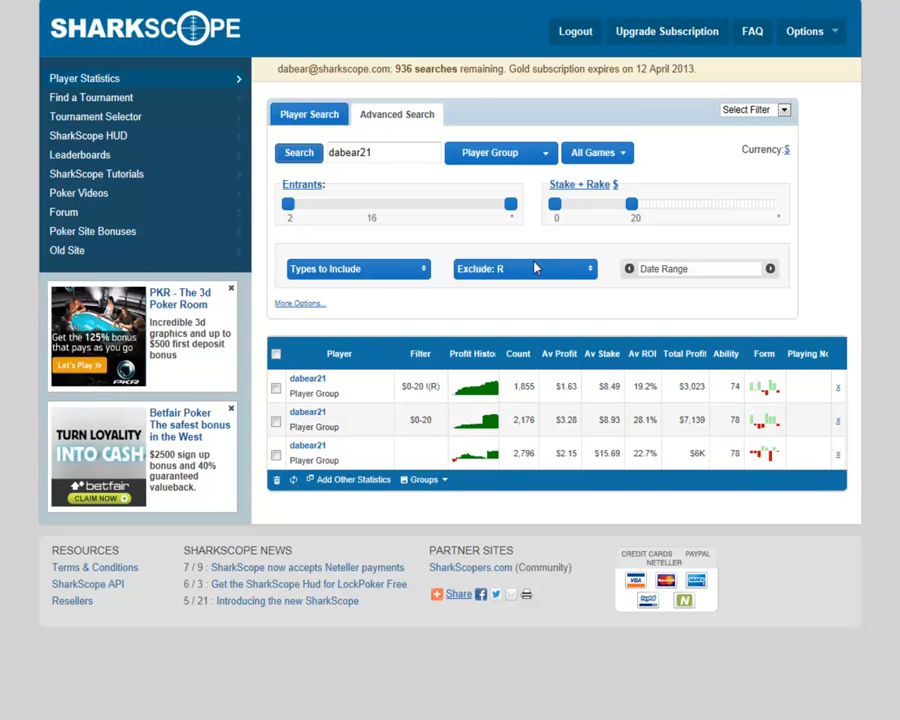 SHARKSCOPE
Logout
Upgrade Subscription
FAQ
Options
dabear@sharkscope.com: 936 searches remaining. Gold subscription expires on 12 April 2013.
Player Statistics
Find a Tournament
Tournament Selector
SharkScope HUD
Leaderboards
SharkScope Tutorials
Poker Videos
Forum
Poker Site Bonuses
Old Site
Player Search
Advanced Search
Select Filter
Search
dabear21
Player Group
All Games
Currency:$
Entrants:
2 16 *
Stake + Rake $
0 20 *
Types to Include
Exclude: R
Date Range
More Options...
Player Filter Profit Histo Count Av Profit Av Stake Av ROI Total Profit Ability Form Playing No
dabear21
Player Group
$0-20 !(R) 1,855 $1.63 $8.49 19.2% $3,023 74 x
dabear21
Player Group
$0-20 2,176 $3.28 $8.93 28.1% $7,139 78 x
dabear21
Player Group
2,796 $2.15 $15.69 22.7% $6K 78 x
Add Other Statistics
Groups
PKR - The 3d
Poker Room
Incredible 3d
graphics and up to
$500 first deposit
bonus
Get the 125% bonus
that pays as you go
Let's Play >>
PKR
Betfair Poker
The safest bonus
in the West
$2500 sign up
bonus and 40%
guaranteed
valueback.
TURN LOYALTY
INTO CASH
betfair
CLAIM NOW
RESOURCES
Terms & Conditions
SharkScope API
Resellers
SHARKSCOPE NEWS
7 / 9 : SharkScope now accepts Neteller payments
6 / 3 : Get the SharkScope Hud for LockPoker Free
5 / 21 : Introducing the new SharkScope
PARTNER SITES
SharkScopers.com (Community)
Share
CREDIT CARDS PAYPAL
NETELLER
VISA
PayPal
N